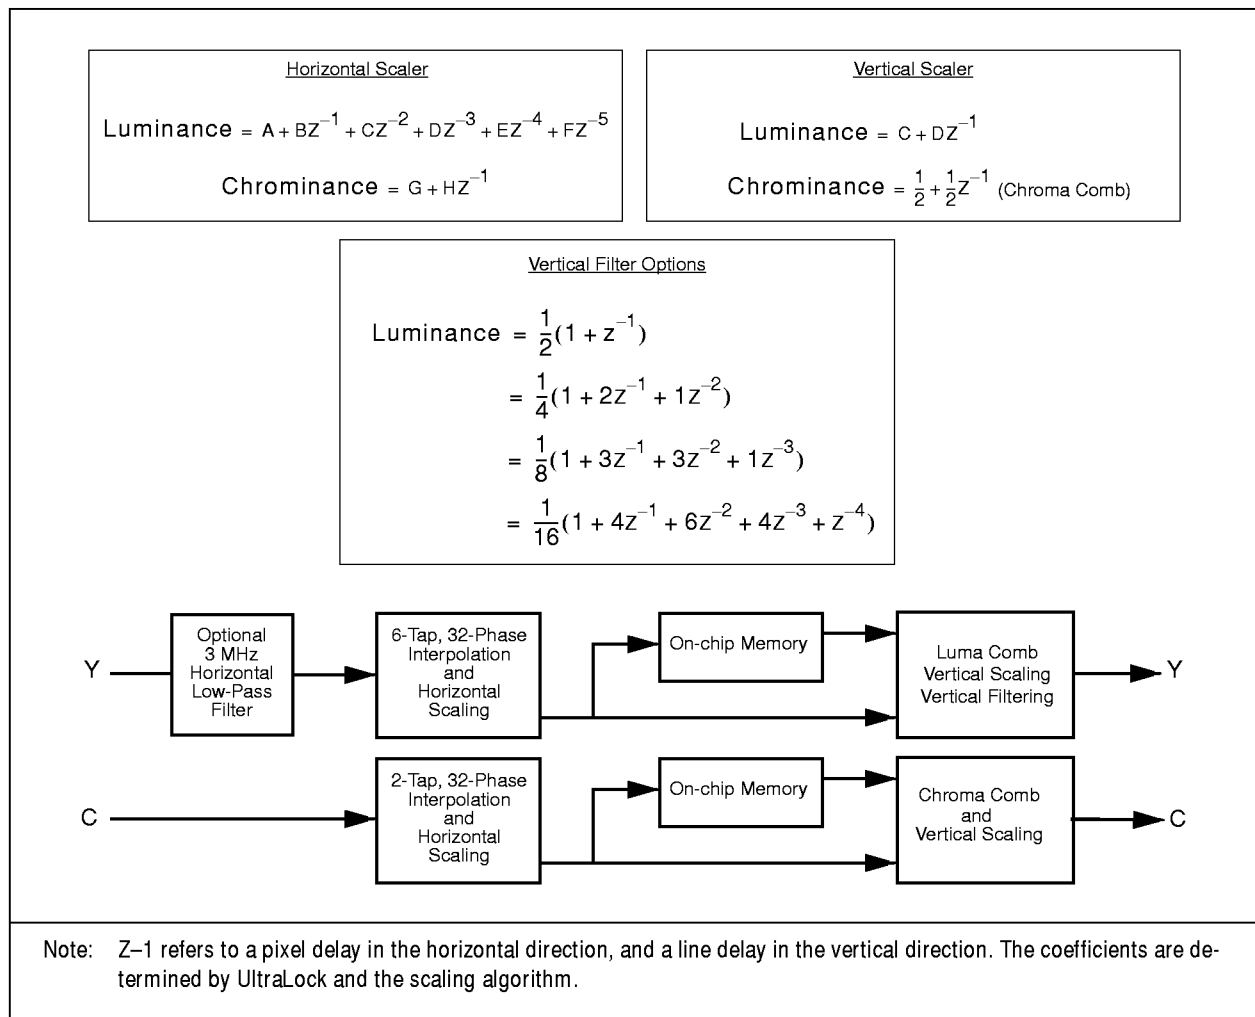 Horizontal Scaler
Luminance = A + BZ⁻¹ + CZ⁻² + DZ⁻³ + EZ⁻⁴ + FZ⁻⁵
Chrominance = G + HZ⁻¹
Vertical Scaler
Luminance = C + DZ⁻¹
Chrominance = 1/2 + 1/2 Z⁻¹ (Chroma Comb)
Vertical Filter Options
Luminance = 1/2 (1 + z⁻¹)
= 1/4 (1 + 2Z⁻¹ + 1Z⁻²)
= 1/8 (1 + 3Z⁻¹ + 3Z⁻² + 1Z⁻³)
= 1/16 (1 + 4Z⁻¹ + 6Z⁻² + 4Z⁻³ + Z⁻⁴)
Y
Optional
3 MHz
Horizontal
Low-Pass
Filter
6-Tap, 32-Phase
Interpolation
and
Horizontal
Scaling
On-chip Memory
Luma Comb
Vertical Scaling
Vertical Filtering
Y
C
2-Tap, 32-Phase
Interpolation
and
Horizontal
Scaling
On-chip Memory
Chroma Comb
and
Vertical Scaling
C
Note: Z–1 refers to a pixel delay in the horizontal direction, and a line delay in the vertical direction. The coefficients are de-
termined by UltraLock and the scaling algorithm.